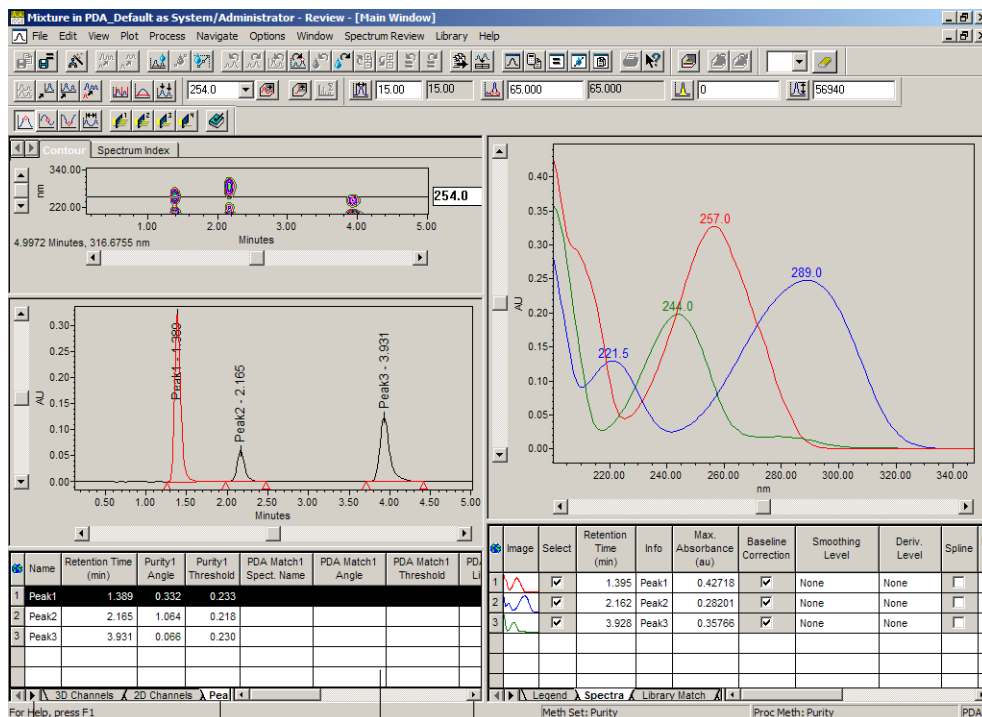 Mixture in PDA_Default as System/Administrator - Review - [Main Window]
File Edit View Plot Process Navigate Options Window Spectrum Review Library Help
254.0 15.00 15.00 65.000 65.000 0 56940
Contour Spectrum Index
340.00
nm
220.00
254.0
1.00 2.00 3.00 4.00 5.00
Minutes
4.9972 Minutes, 316.6755 nm
0.30
0.25
0.20
0.15
0.10
0.05
0.00
AU
Peak1 - 1.389
Peak2 - 2.165
Peak3 - 3.931
0.50 1.00 1.50 2.00 2.50 3.00 3.50 4.00 4.50 5.00
Minutes
0.40
0.35
0.30
0.25
0.20
0.15
0.10
0.05
0.00
AU
257.0
289.0
244.0
221.5
220.00 240.00 260.00 280.00 300.00 320.00 340.00
nm
Name Retention Time (min) Purity1 Angle Purity1 Threshold PDA Match1 Spect. Name PDA Match1 Angle PDA Match1 Threshold PDA Li
1 Peak1 1.389 0.332 0.233
2 Peak2 2.165 1.064 0.218
3 Peak3 3.931 0.066 0.230
3D Channels 2D Channels Pea
Image Select Retention Time (min) Info Max. Absorbance (au) Baseline Correction Smoothing Level Deriv. Level Spline
1 1.395 Peak1 0.42718 None None
2 2.162 Peak2 0.28201 None None
3 3.928 Peak3 0.35766 None None
Legend Spectra Library Match
For Help, press F1
Meth Set: Purity Proc Meth: Purity PDA